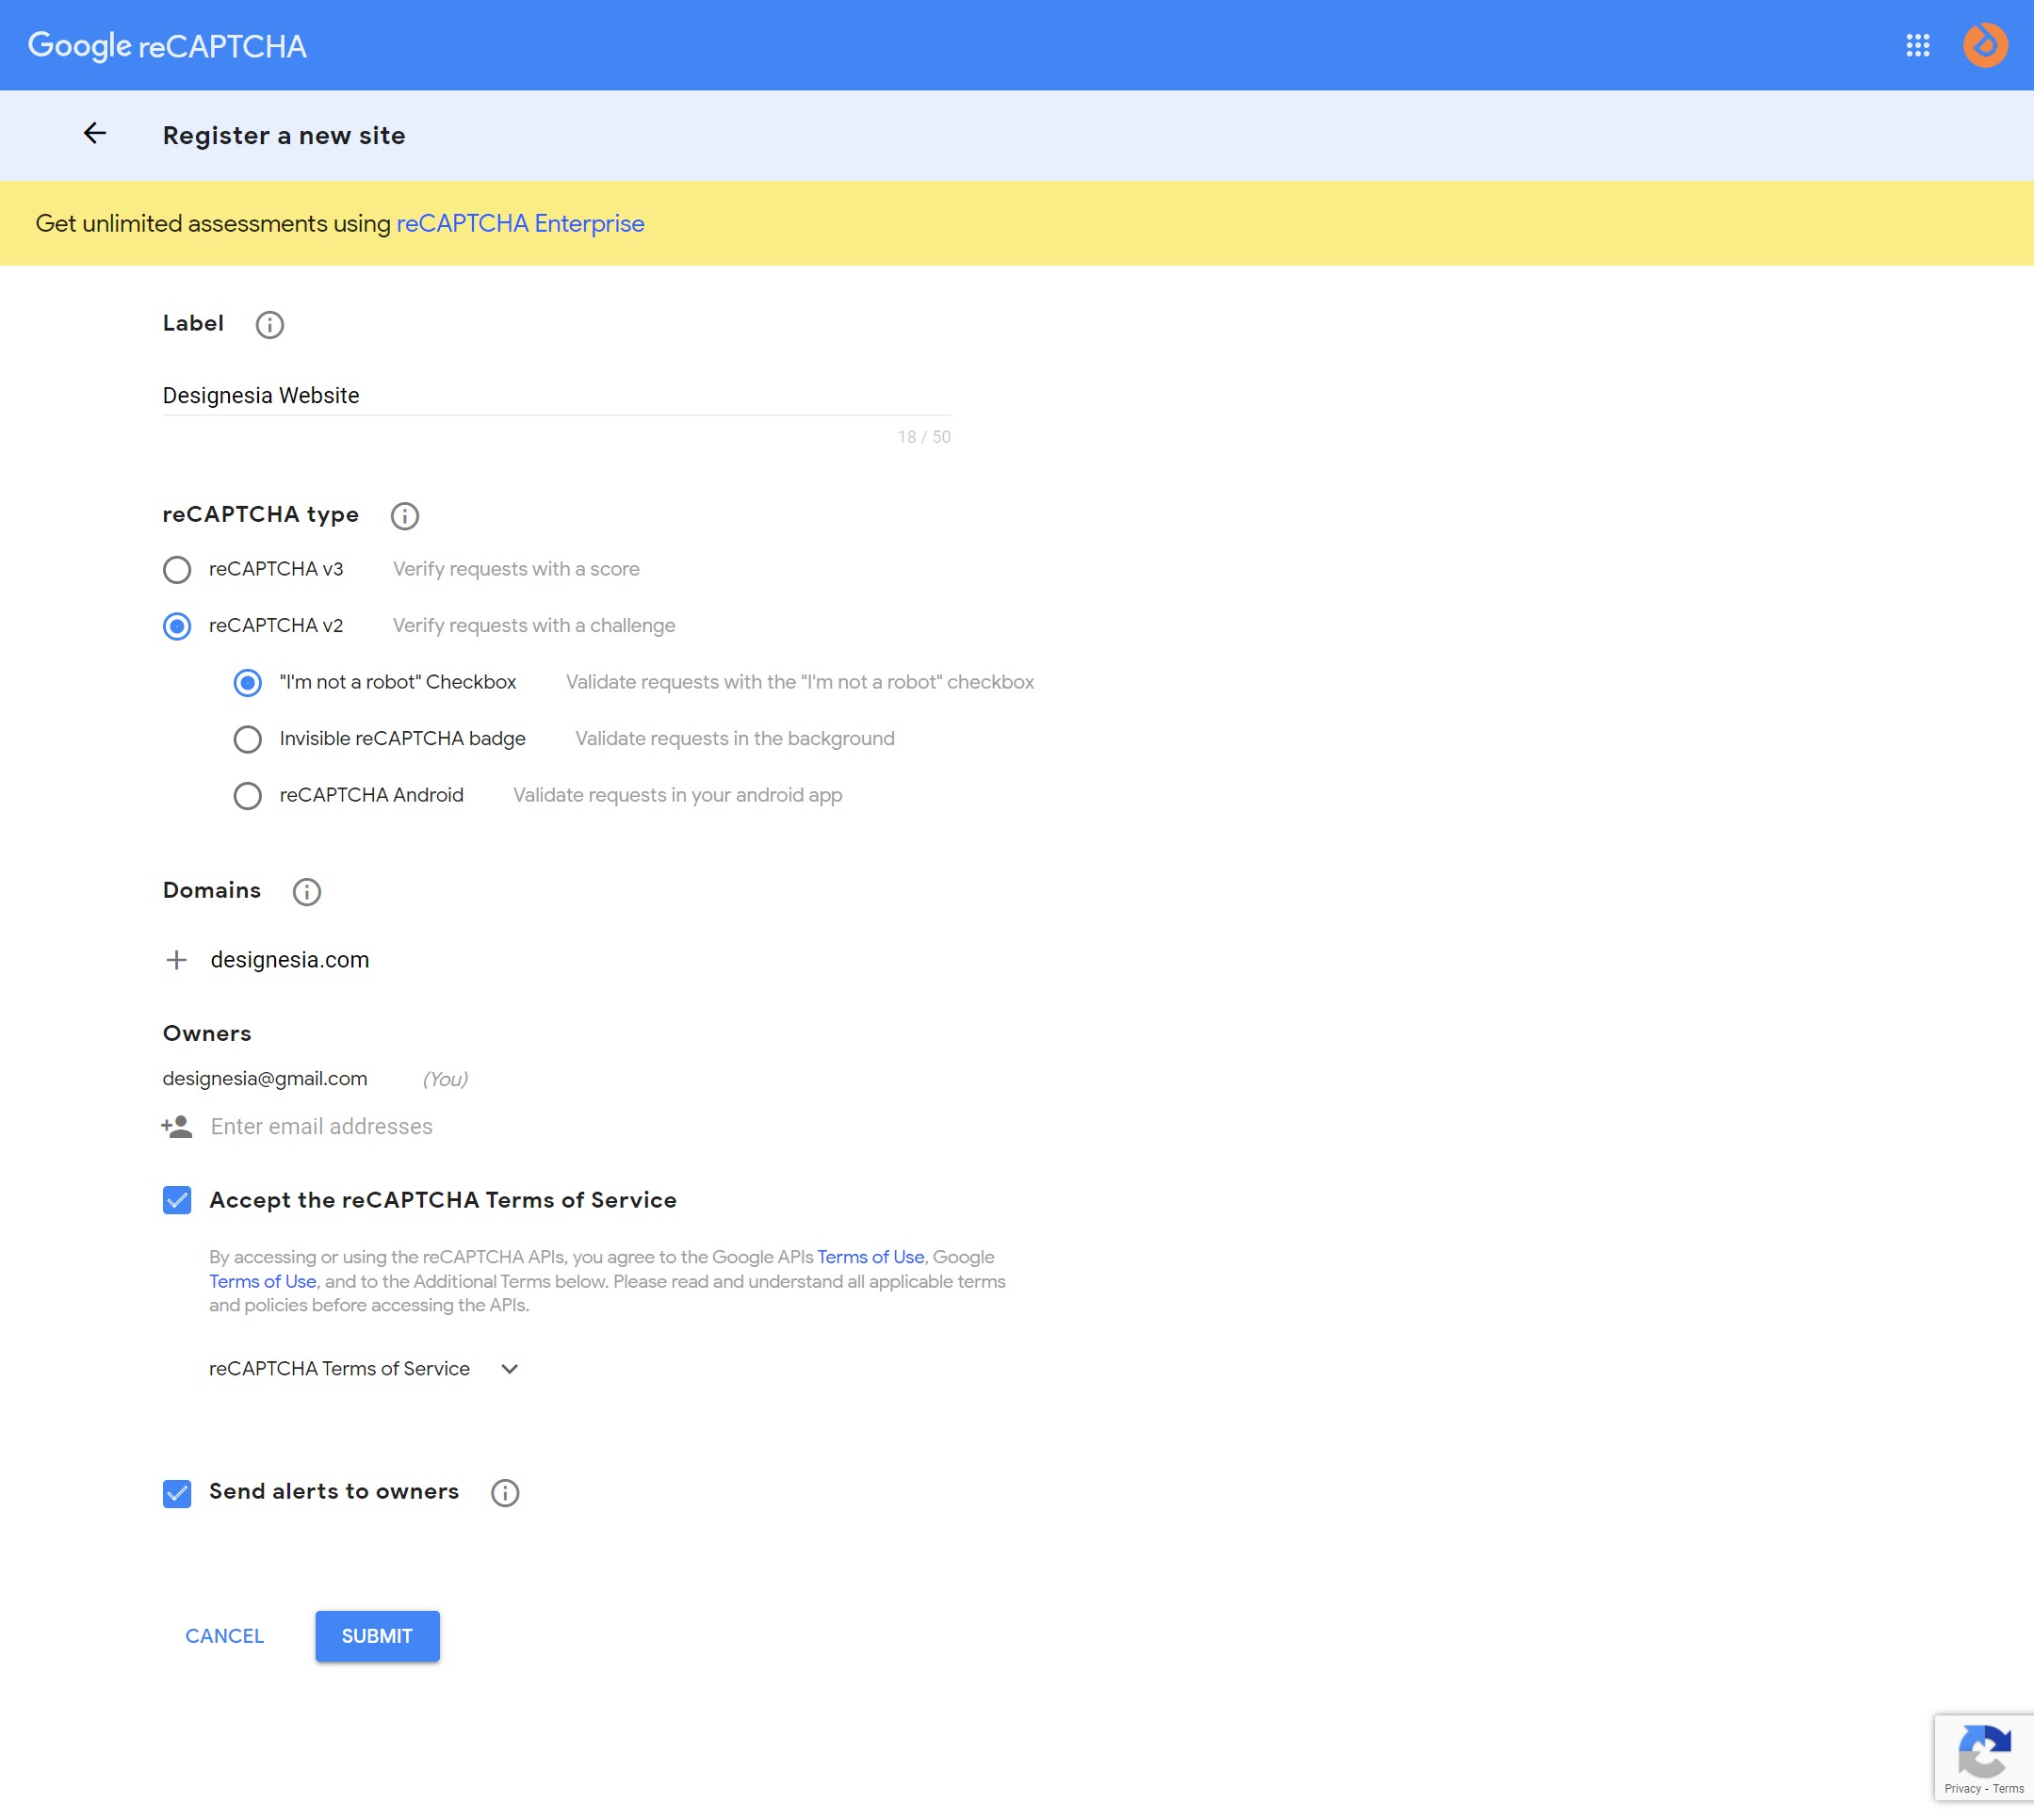 Google reCAPTCHA
Register a new site
Get unlimited assessments using reCAPTCHA Enterprise
Label
Designesia Website
18 / 50
reCAPTCHA type
reCAPTCHA v3 Verify requests with a score
reCAPTCHA v2 Verify requests with a challenge
"I'm not a robot" Checkbox Validate requests with the "I'm not a robot" checkbox
Invisible reCAPTCHA badge Validate requests in the background
reCAPTCHA Android Validate requests in your android app
Domains
designesia.com
Owners
designesia@gmail.com (You)
Enter email addresses
Accept the reCAPTCHA Terms of Service
By accessing or using the reCAPTCHA APIs, you agree to the Google APIs Terms of Use, Google
Terms of Use, and to the Additional Terms below. Please read and understand all applicable terms
and policies before accessing the APIs.
reCAPTCHA Terms of Service
Send alerts to owners
CANCEL SUBMIT
Privacy - Terms